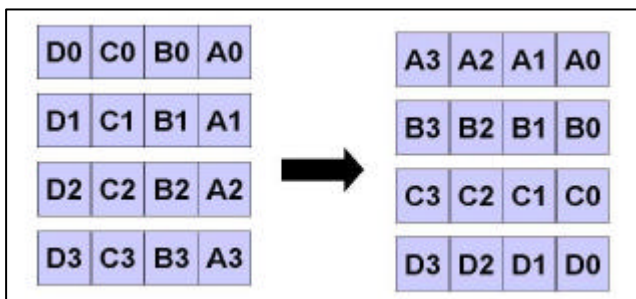 D0 C0 B0 A0
D1 C1 B1 A1
D2 C2 B2 A2
D3 C3 B3 A3
A3 A2 A1 A0
B3 B2 B1 B0
C3 C2 C1 C0
D3 D2 D1 D0